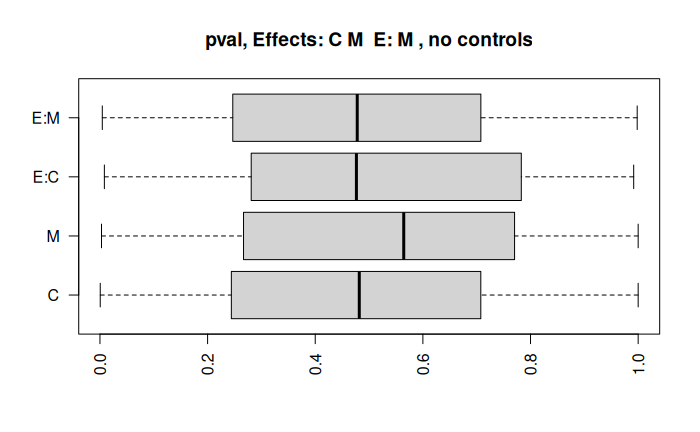 pval, Effects: C M  E: M , no controls
E:M
E:C
M
C
0.0 0.2 0.4 0.6 0.8 1.0